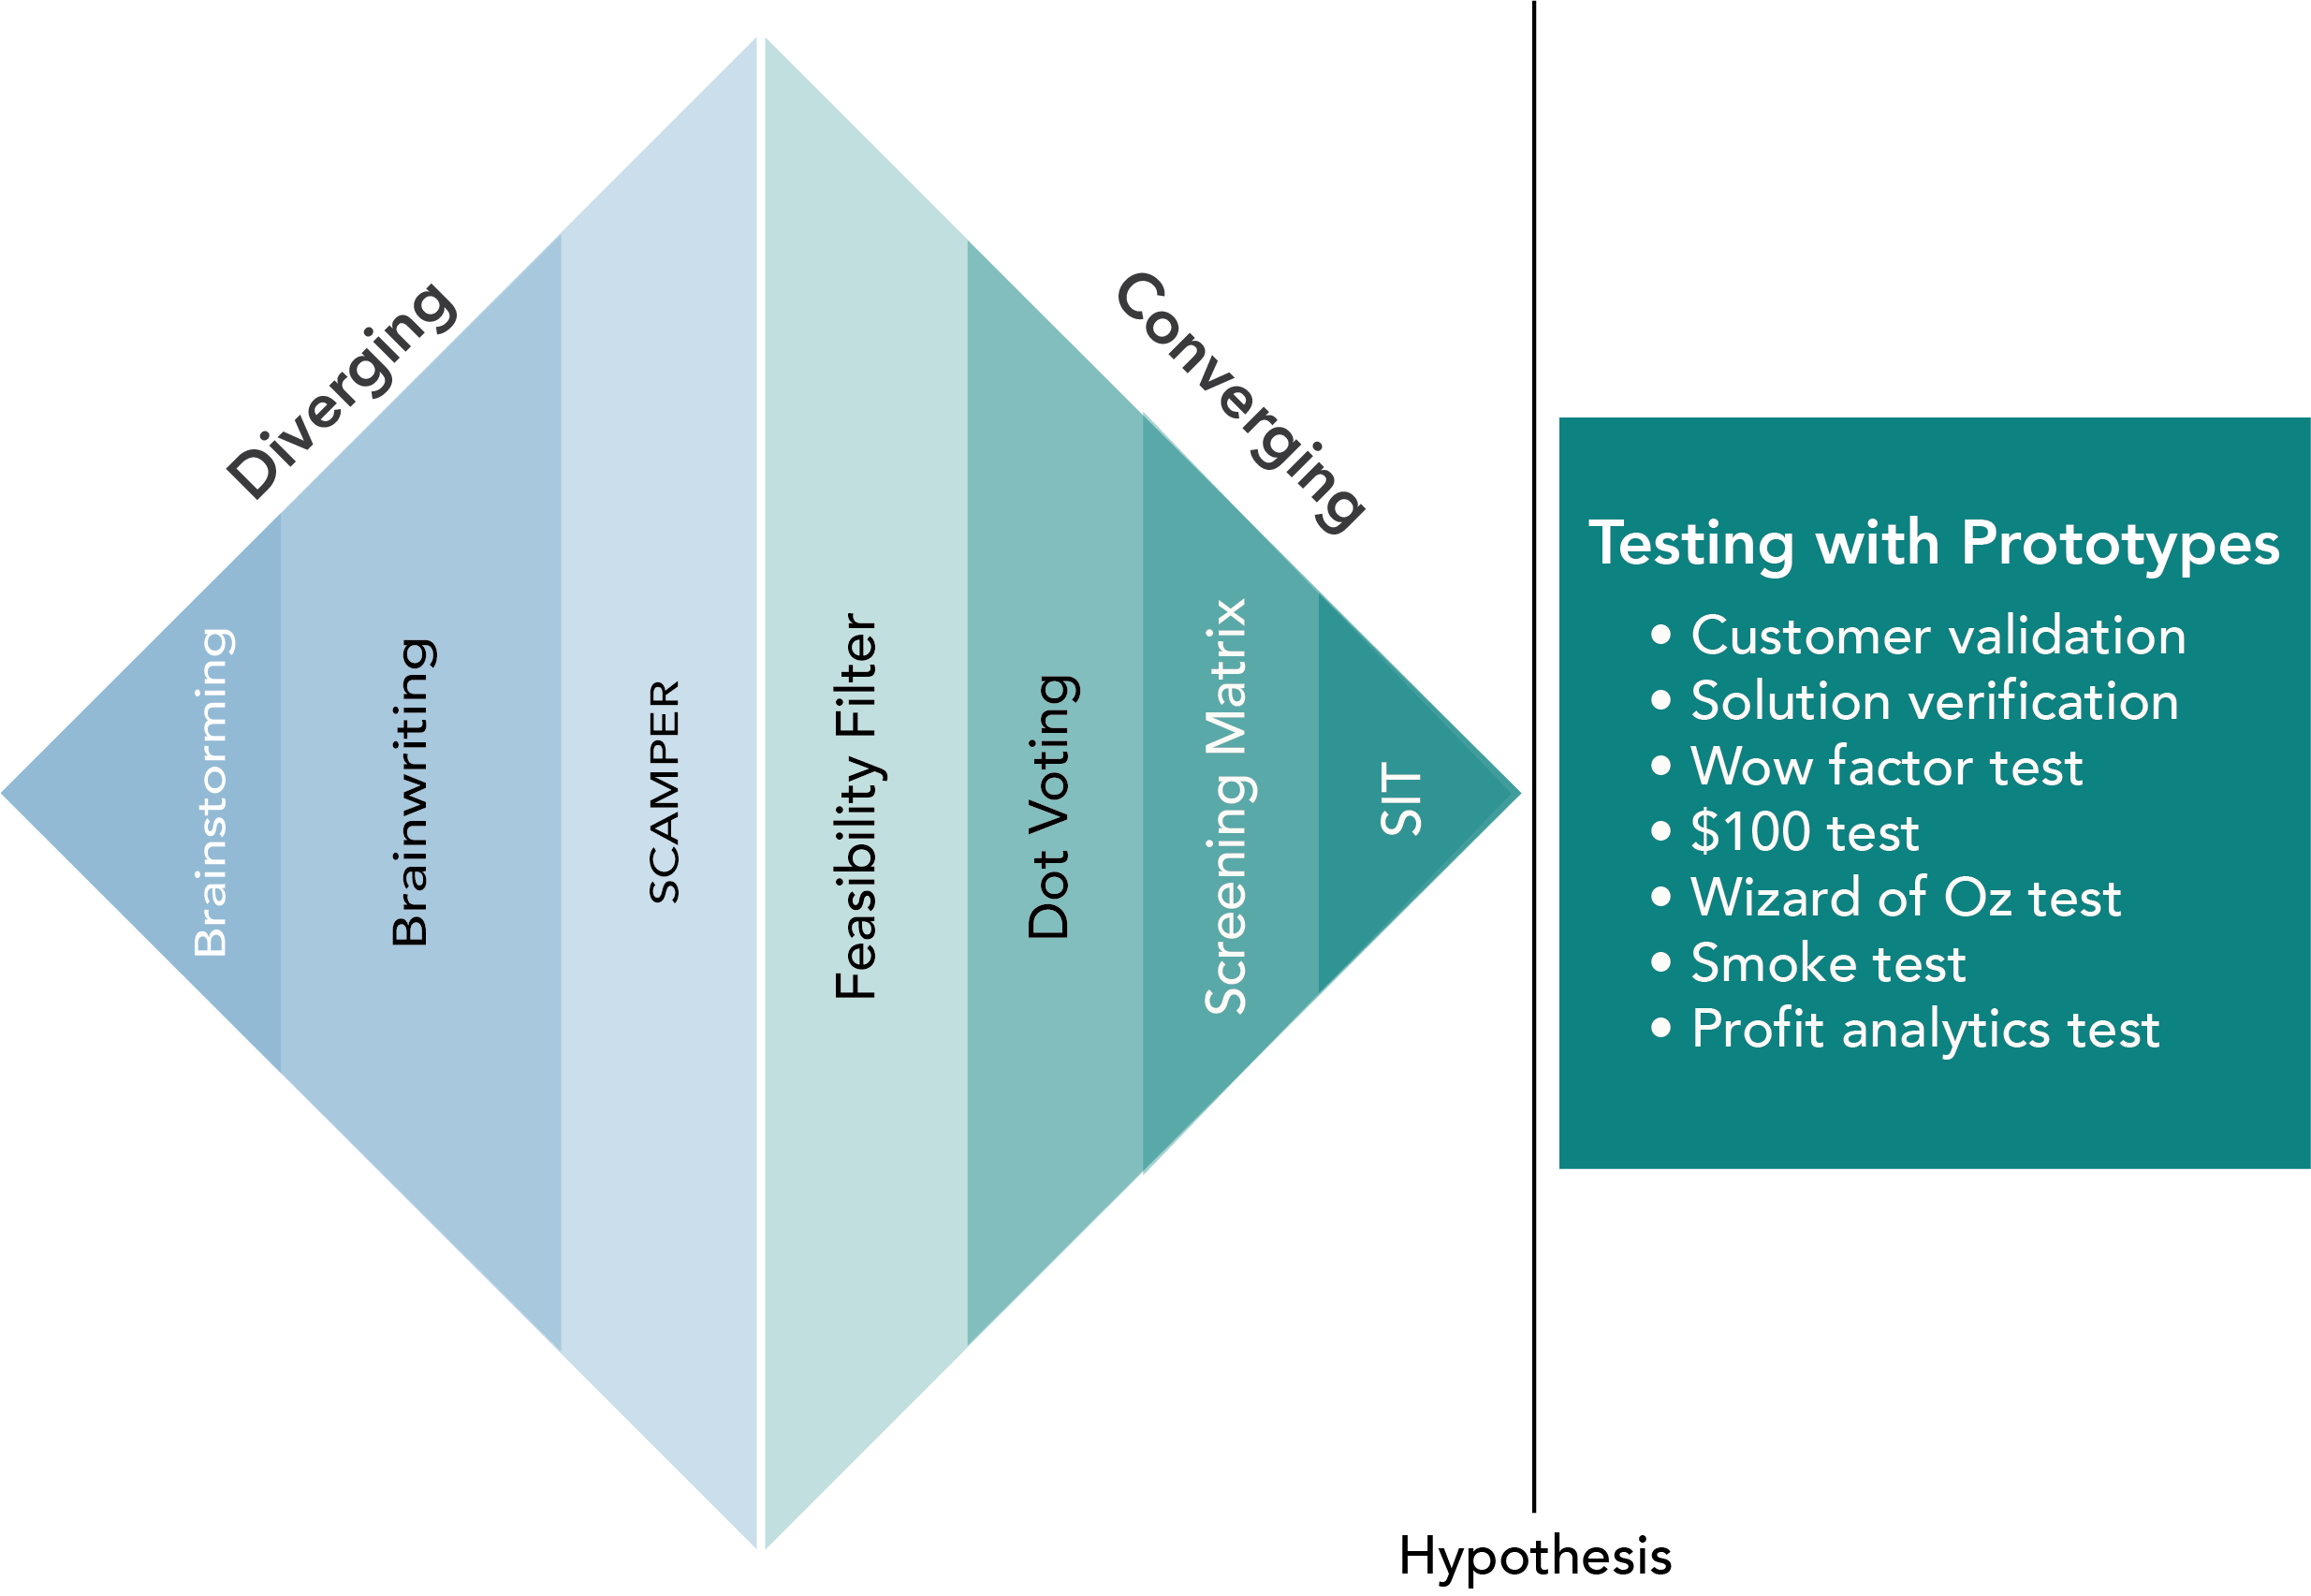 Diverging
Converging
Brainstorming
Brainwriting
SCAMPER
Feasibility Filter
Dot Voting
Screening Matrix
SIT
Testing with Prototypes
• Customer validation
• Solution verification
• Wow factor test
• $100 test
• Wizard of Oz test
• Smoke test
• Profit analytics test
Hypothesis